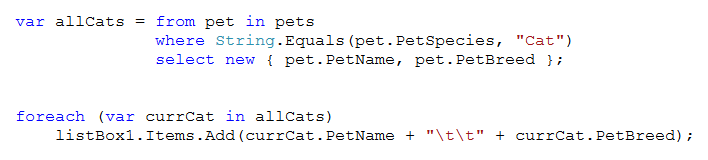 var allCats = from pet in pets
where String.Equals(pet.PetSpecies, "Cat")
select new { pet.PetName, pet.PetBreed };
foreach (var currCat in allCats)
listBox1.Items.Add(currCat.PetName + "\t\t" + currCat.PetBreed);